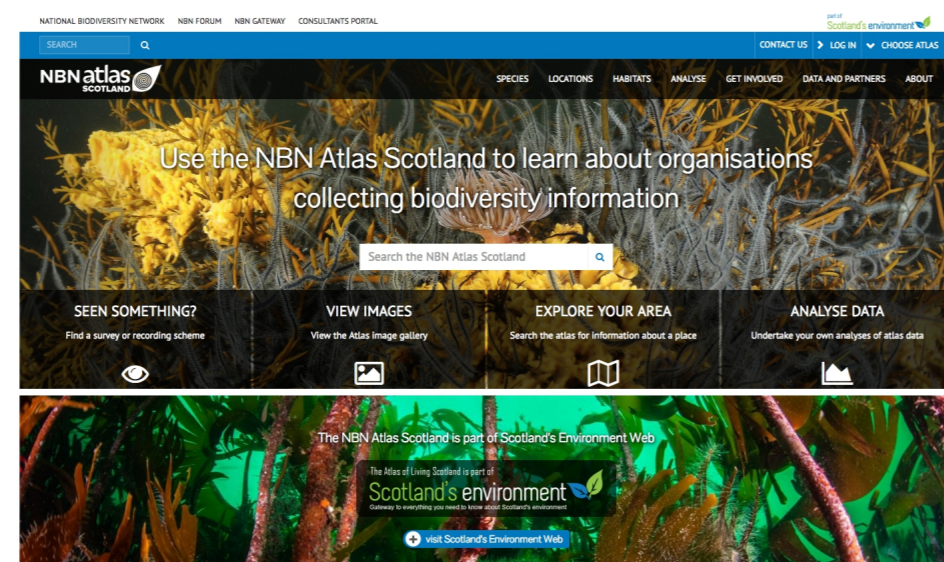 NATIONAL BIODIVERSITY NETWORK NBN FORUM NBN GATEWAY CONSULTANTS PORTAL
part of
Scotland's environment
SEARCH CONTACT US LOG IN CHOOSE ATLAS
NBN atlas
SCOTLAND
SPECIES LOCATIONS HABITATS ANALYSE GET INVOLVED DATA AND PARTNERS ABOUT
Use the NBN Atlas Scotland to learn about organisations
collecting biodiversity information
Search the NBN Atlas Scotland
SEEN SOMETHING? VIEW IMAGES EXPLORE YOUR AREA ANALYSE DATA
Find a survey or recording scheme View the Atlas image gallery Search the atlas for information about a place Undertake your own analyses of atlas data
The NBN Atlas Scotland is part of Scotland's Environment Web
The Atlas of Living Scotland is part of
Scotland's environment
Gateway to everything you need to know about Scotland's environment
visit Scotland's Environment Web